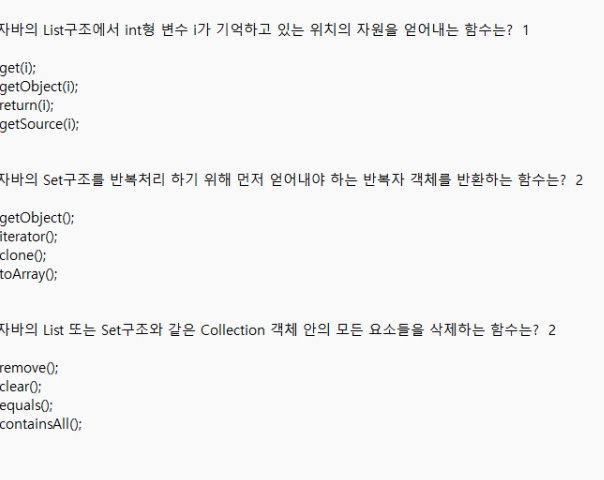 자바의 List구조에서 int형 변수 i가 기억하고 있는 위치의 자원을 얻어내는 함수는? 1
get(i);
getObject(i);
return(i);
getSource(i);
자바의 Set구조를 반복처리 하기 위해 먼저 얻어내야 하는 반복자 객체를 반환하는 함수는? 2
getObject();
iterator();
clone();
toArray();
자바의 List 또는 Set구조와 같은 Collection 객체 안의 모든 요소들을 삭제하는 함수는? 2
remove();
clear();
equals();
containsAll();